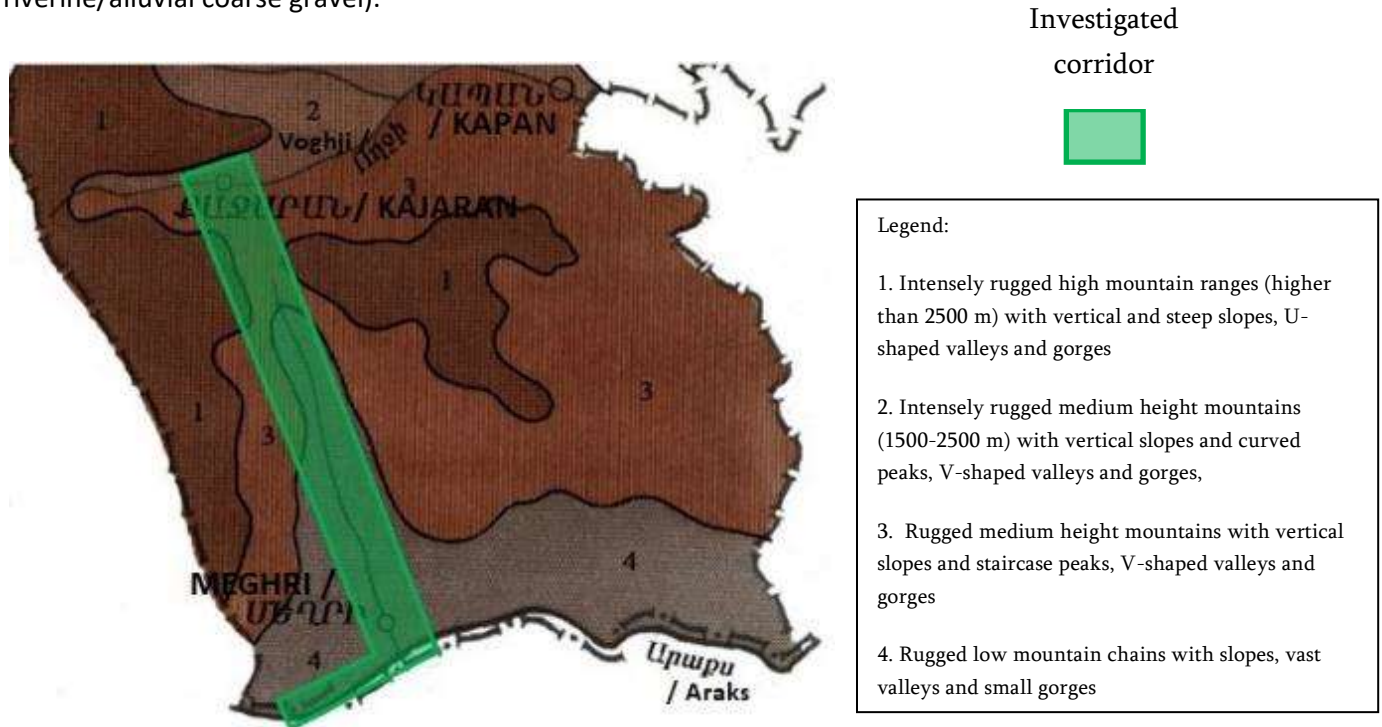 riverine/alluvial coarse gravel).
Investigated
corridor
1
2
ԿԱՊԱՆ
/ KAPAN
Voghji /
Ողջի
3
ՔԱՋԱՐԱՆ / KAJARAN
1
1
3
3
4
MEGHRI /
ՄԵՂՐԻ
4
Արաքս
/ Araks
Legend:
1. Intensely rugged high mountain ranges (higher
than 2500 m) with vertical and steep slopes, U-
shaped valleys and gorges
2. Intensely rugged medium height mountains
(1500-2500 m) with vertical slopes and curved
peaks, V-shaped valleys and gorges,
3. Rugged medium height mountains with vertical
slopes and staircase peaks, V-shaped valleys and
gorges
4. Rugged low mountain chains with slopes, vast
valleys and small gorges